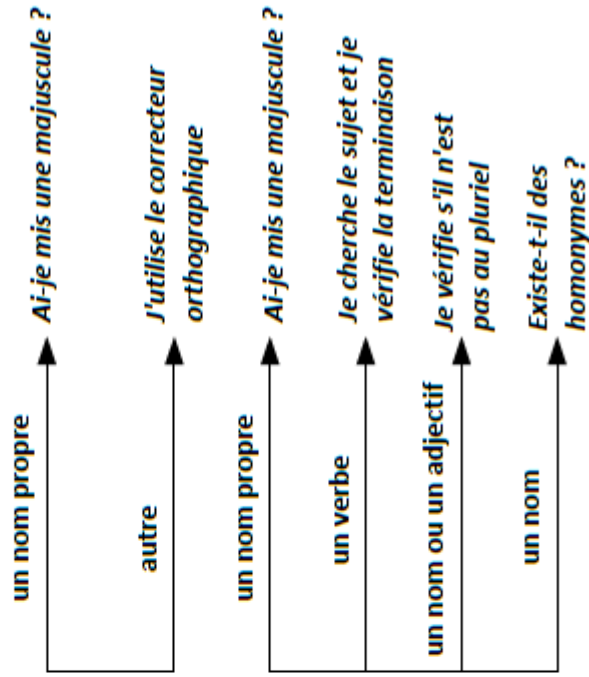 un nom propre
Ai-je mis une majuscule ?
autre
J'utilise le correcteur
orthographique
un nom propre
Ai-je mis une majuscule ?
un verbe
Je cherche le sujet et je
vérifie la terminaison
un nom ou un adjectif
Je vérifie s'il n'est
pas au pluriel
un nom
Existe-t-il des
homonymes ?